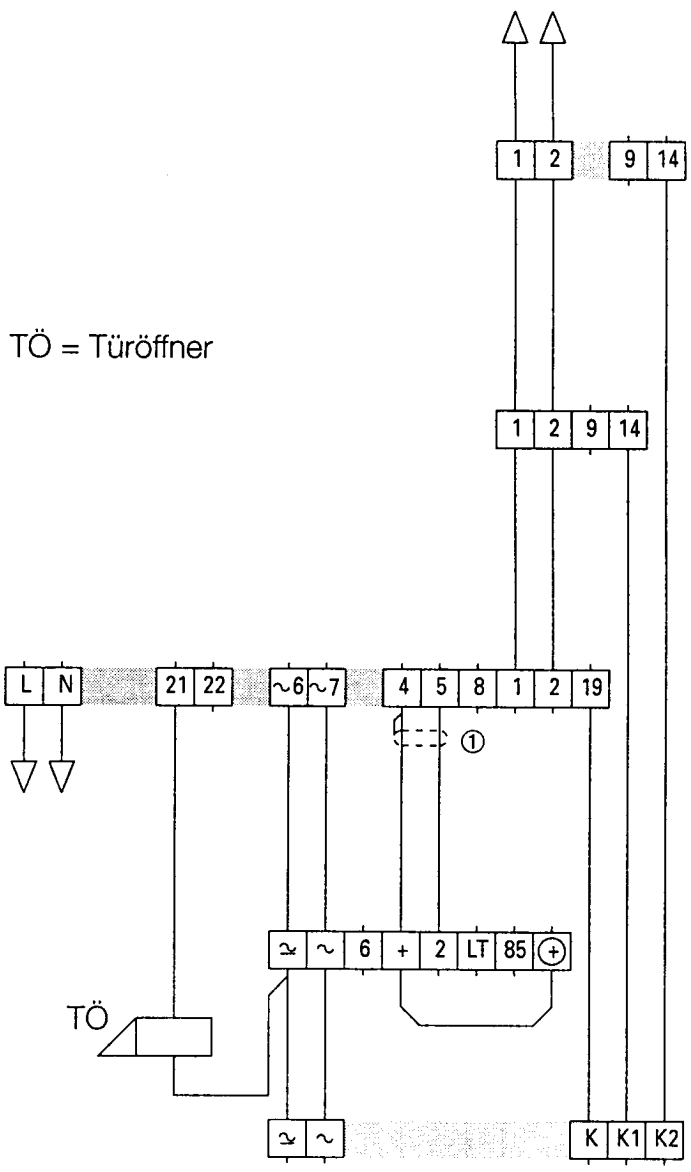 1 2 9 14
TÖ = Türöffner
1 2 9 14
L N 21 22 ~6 ~7 4 5 8 1 2 19
①
≃ ~ 6 + 2 LT 85 ⊕
TÖ
≃ ~ K K1 K2